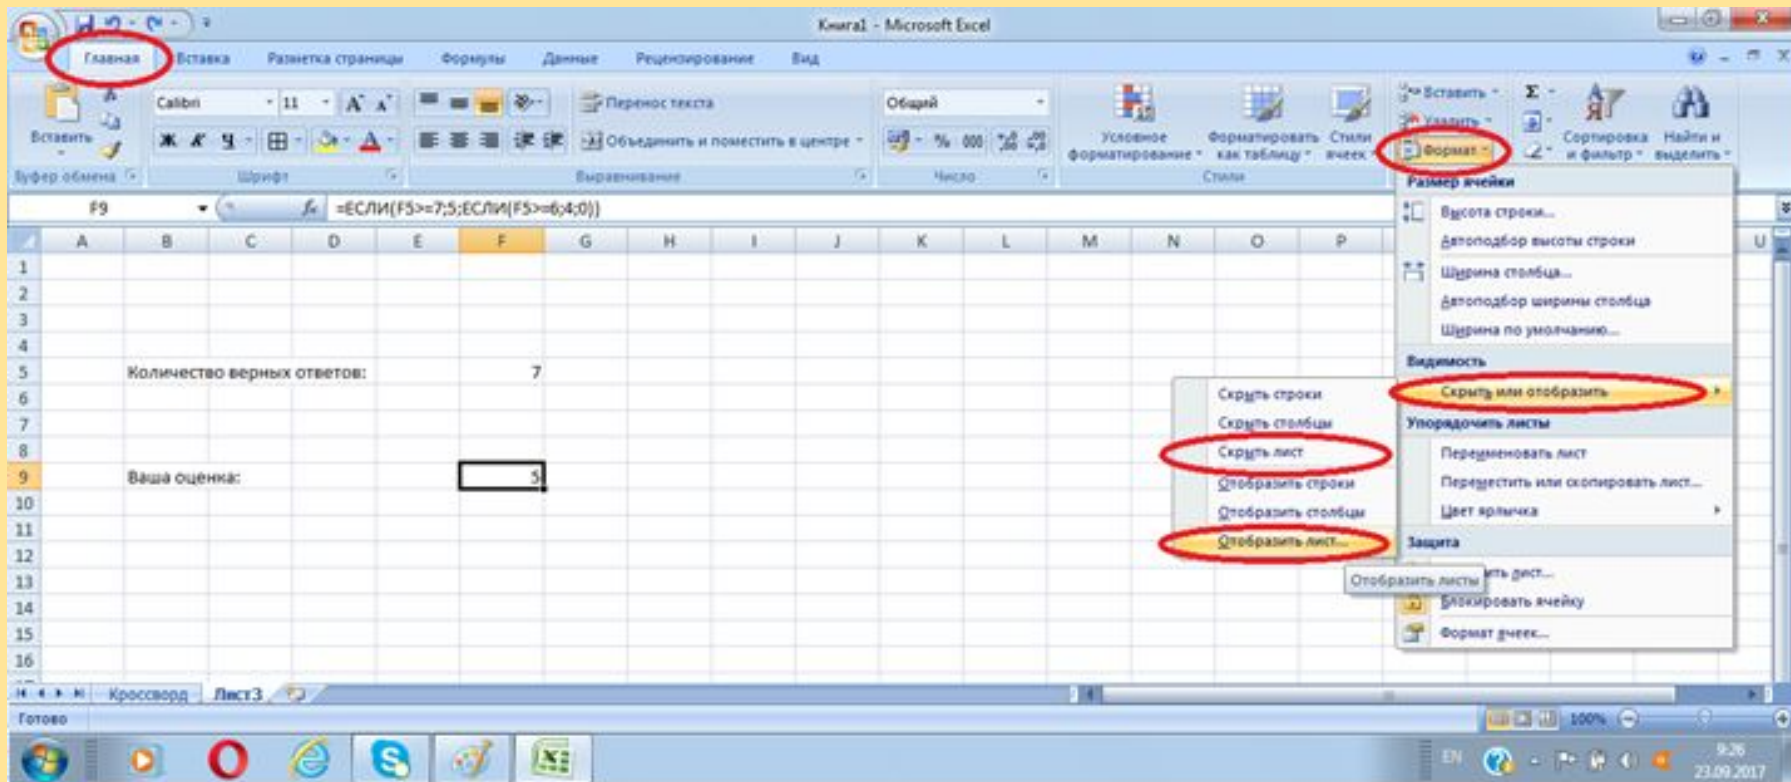 Книга1 - Microsoft Excel
Главная Вставка Разметка страницы Формулы Данные Рецензирование Вид
Calibri 11 Перенос текста Общий Вставить
Вставить Ж К Ч Объединить и поместить в центре % 000 Условное форматирование Форматировать как таблицу Стили ячеек Удалить Сортировка и фильтр Найти и выделить
Формат
Буфер обмена Шрифт Выравнивание Число Стили
F9 fx =ЕСЛИ(F5>=7;5;ЕСЛИ(F5>=6;4;0))
A B C D E F G H I J K L M N O P U
1
2
3
4
5 Количество верных ответов: 7
6
7
8
9 Ваша оценка: 5
10
11
12
13
14
15
16
Размер ячейки
Высота строки...
Автоподбор высоты строки
Ширина столбца...
Автоподбор ширины столбца
Ширина по умолчанию...
Видимость
Скрыть или отобразить
Упорядочить листы
Переименовать лист
Переместить или скопировать лист...
Цвет ярлычка
Защита
ить лист...
Блокировать ячейку
Формат ячеек...
Скрыть строки
Скрыть столбцы
Скрыть лист
Отобразить строки
Отобразить столбцы
Отобразить лист...
Отобразить листы
Кроссворд Лист3
Готово 100%
EN 9:26
23.09.2017